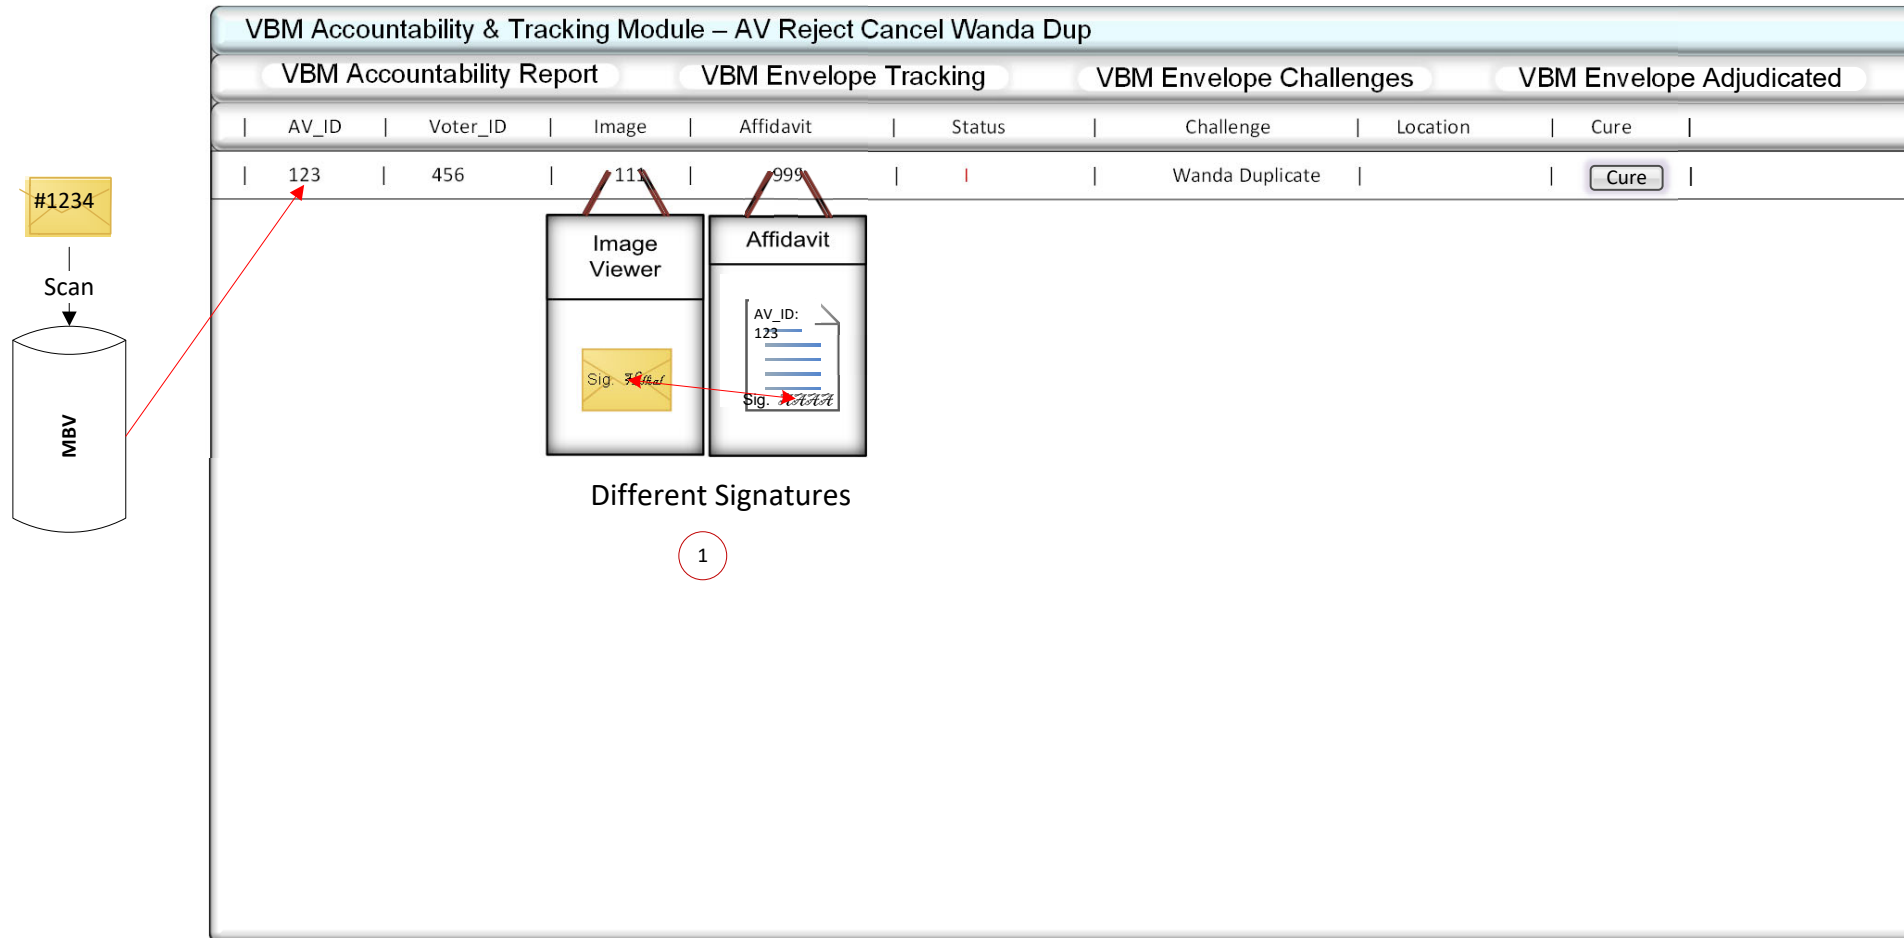 VBM Accountability & Tracking Module – AV Reject Cancel Wanda Dup
VBM Accountability Report VBM Envelope Tracking VBM Envelope Challenges VBM Envelope Adjudicated
| AV_ID | Voter_ID | Image | Affidavit | Status | Challenge | Location | Cure |
| 123 | 456 | 111 | 999 | I | Wanda Duplicate | | Cure |
#1234
Scan
MBV
Image
Viewer
Sig.
Affidavit
AV_ID:
123
Sig. AAAA
Different Signatures
1